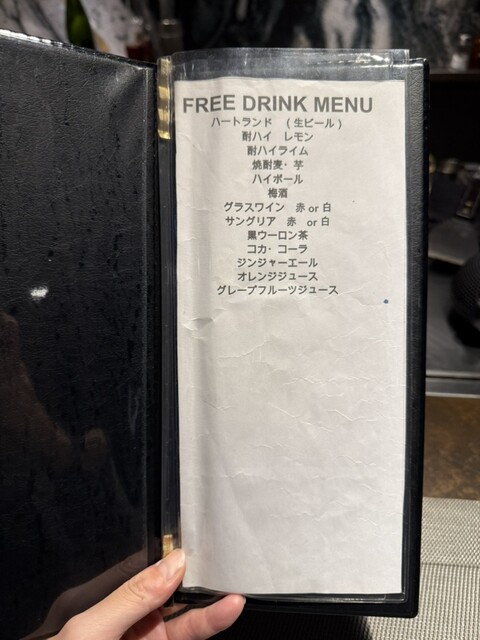 FREE DRINK MENU
ハートランド （生ビール）
酎ハイ レモン
酎ハイライム
焼酎麦・芋
ハイボール
梅酒
グラスワイン 赤 or 白
サングリア 赤 or 白
黒ウーロン茶
コカ・コーラ
ジンジャーエール
オレンジジュース
グレープフルーツジュース